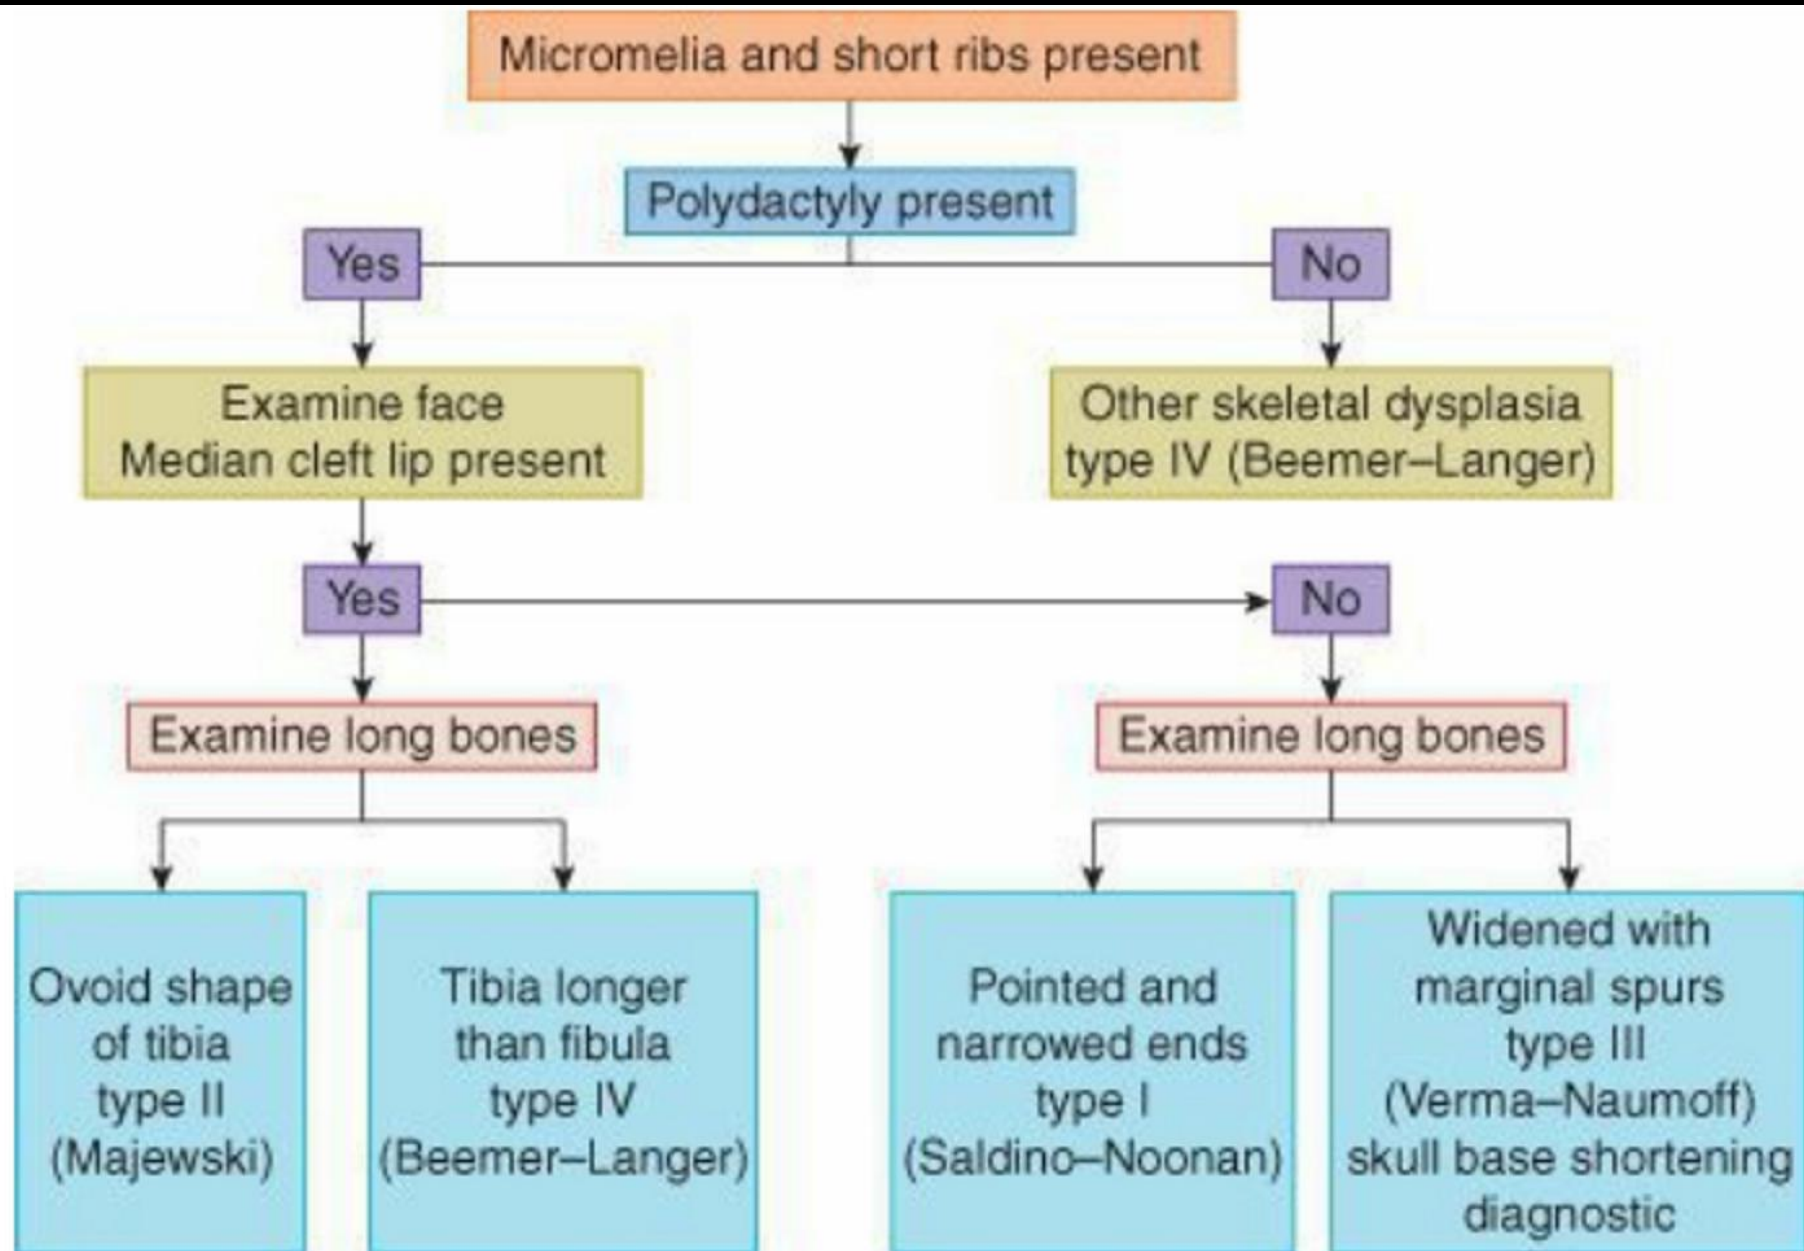 Micromelia and short ribs present
Polydactyly present
Yes
No
Examine face
Median cleft lip present
Other skeletal dysplasia
type IV (Beemer–Langer)
Yes
No
Examine long bones
Examine long bones
Ovoid shape
of tibia
type II
(Majewski)
Tibia longer
than fibula
type IV
(Beemer–Langer)
Pointed and
narrowed ends
type I
(Saldino–Noonan)
Widened with
marginal spurs
type III
(Verma–Naumoff)
skull base shortening
diagnostic